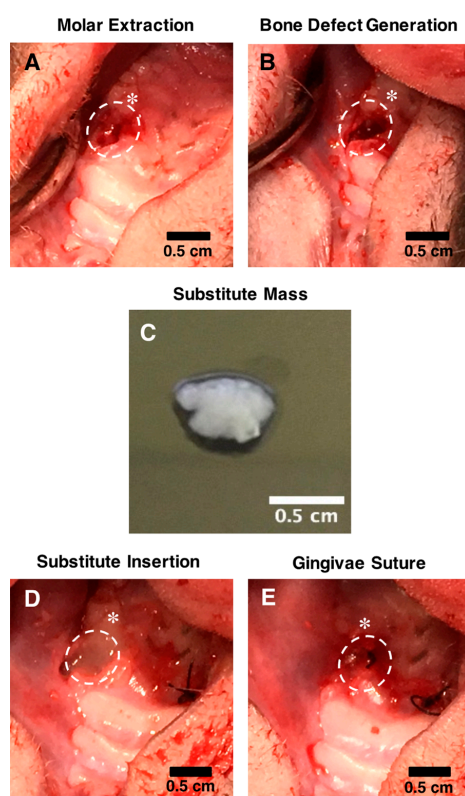 Molar Extraction
Bone Defect Generation
A
*
0.5 cm
B
*
0.5 cm
Substitute Mass
C
0.5 cm
Substitute Insertion
Gingivae Suture
D
*
0.5 cm
E
*
0.5 cm